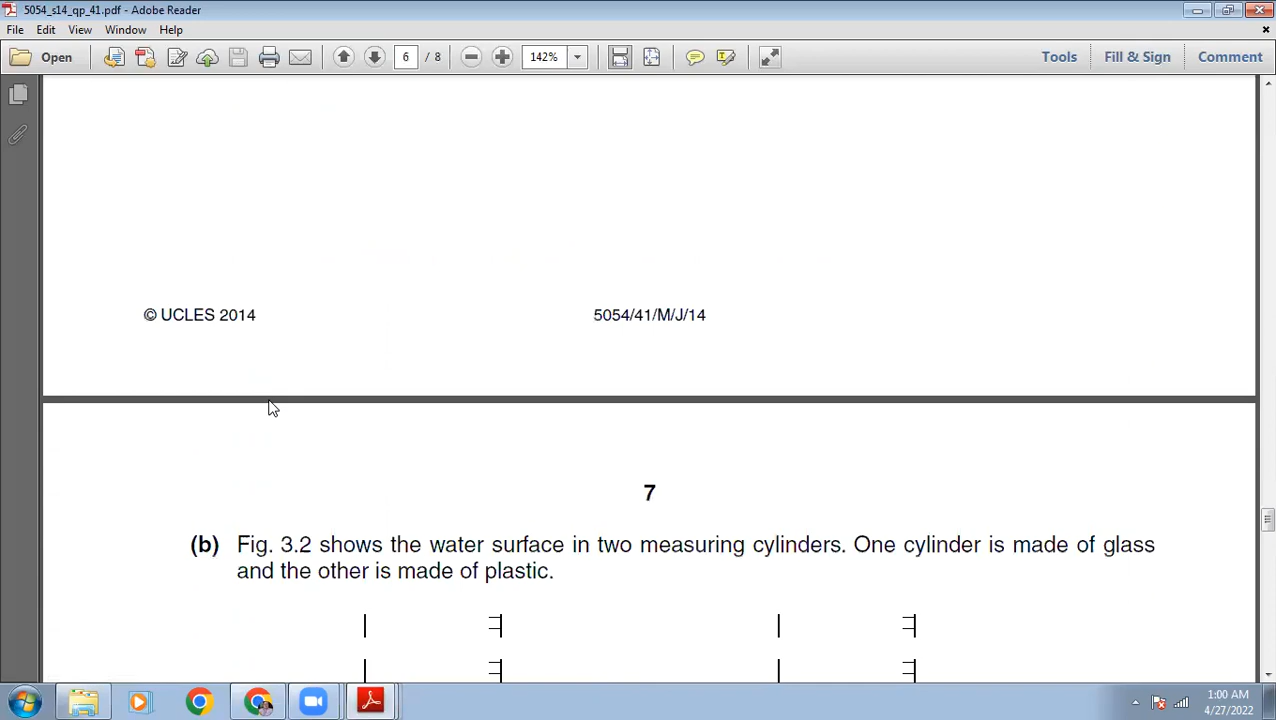 5054_s14_qp_41.pdf - Adobe Reader
File Edit View Window Help
Open 6 / 8 142% Tools Fill & Sign Comment
© UCLES 2014 5054/41/M/J/14
7
(b) Fig. 3.2 shows the water surface in two measuring cylinders. One cylinder is made of glass
and the other is made of plastic.
1:00 AM
4/27/2022